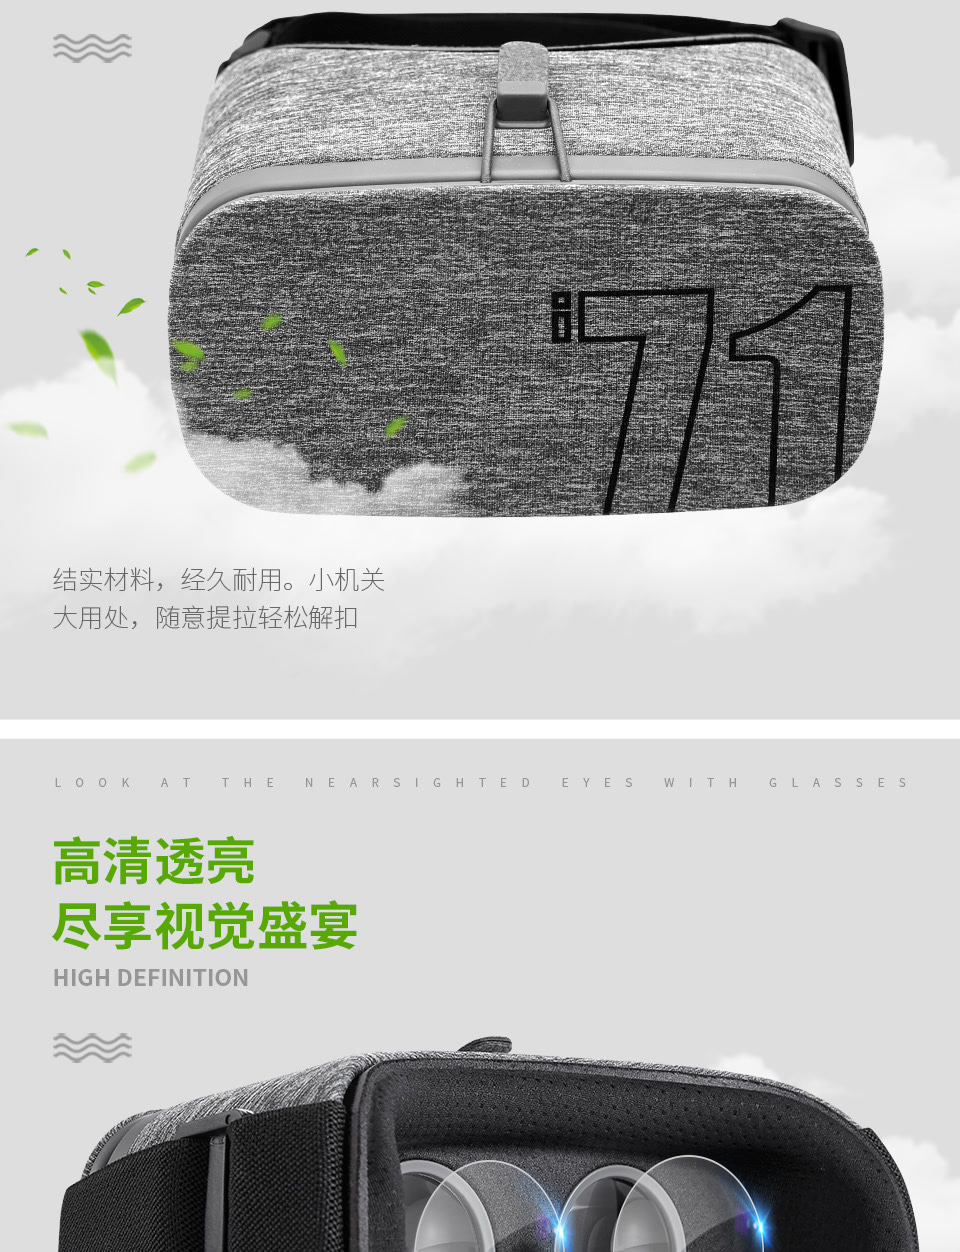 i71
结实材料，经久耐用。小机关
大用处，随意提拉轻松解扣
LOOK AT THE NEARSIGHTED EYES WITH GLASSES
高清透亮
尽享视觉盛宴
HIGH DEFINITION